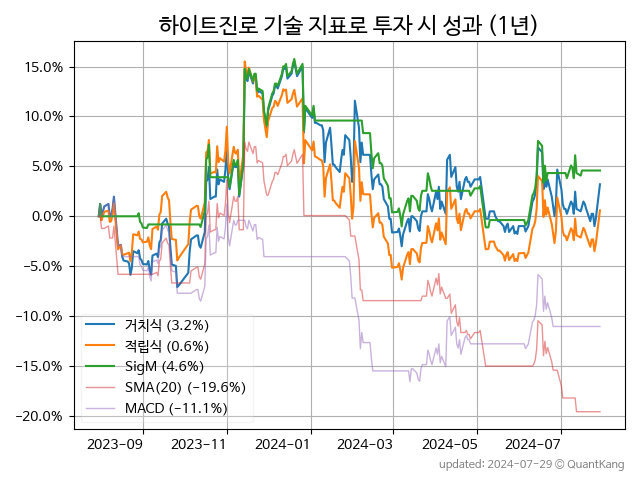 하이트진로 기술 지표로 투자 시 성과 (1년)
15.0%
10.0%
5.0%
0.0%
−5.0%
−10.0%
−15.0%
−20.0%
거치식 (3.2%)
적립식 (0.6%)
SigM (4.6%)
SMA(20) (−19.6%)
MACD (−11.1%)
2023-09
2023-11
2024-01
2024-03
2024-05
2024-07
updated: 2024-07-29 © QuantKang